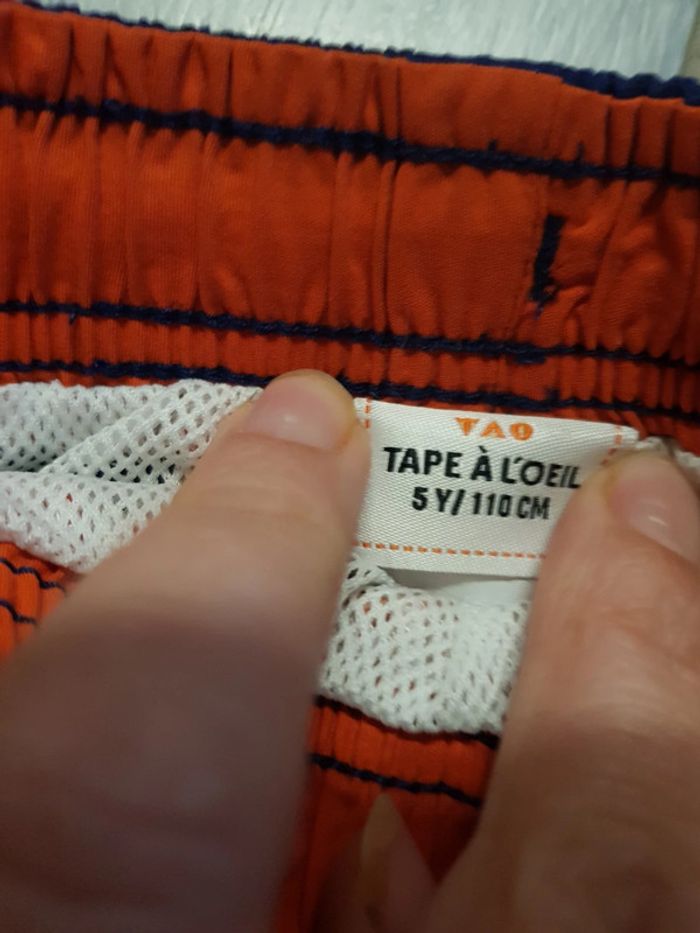 TAO
TAPE À L'OEIL
5 Y/ 110 CM